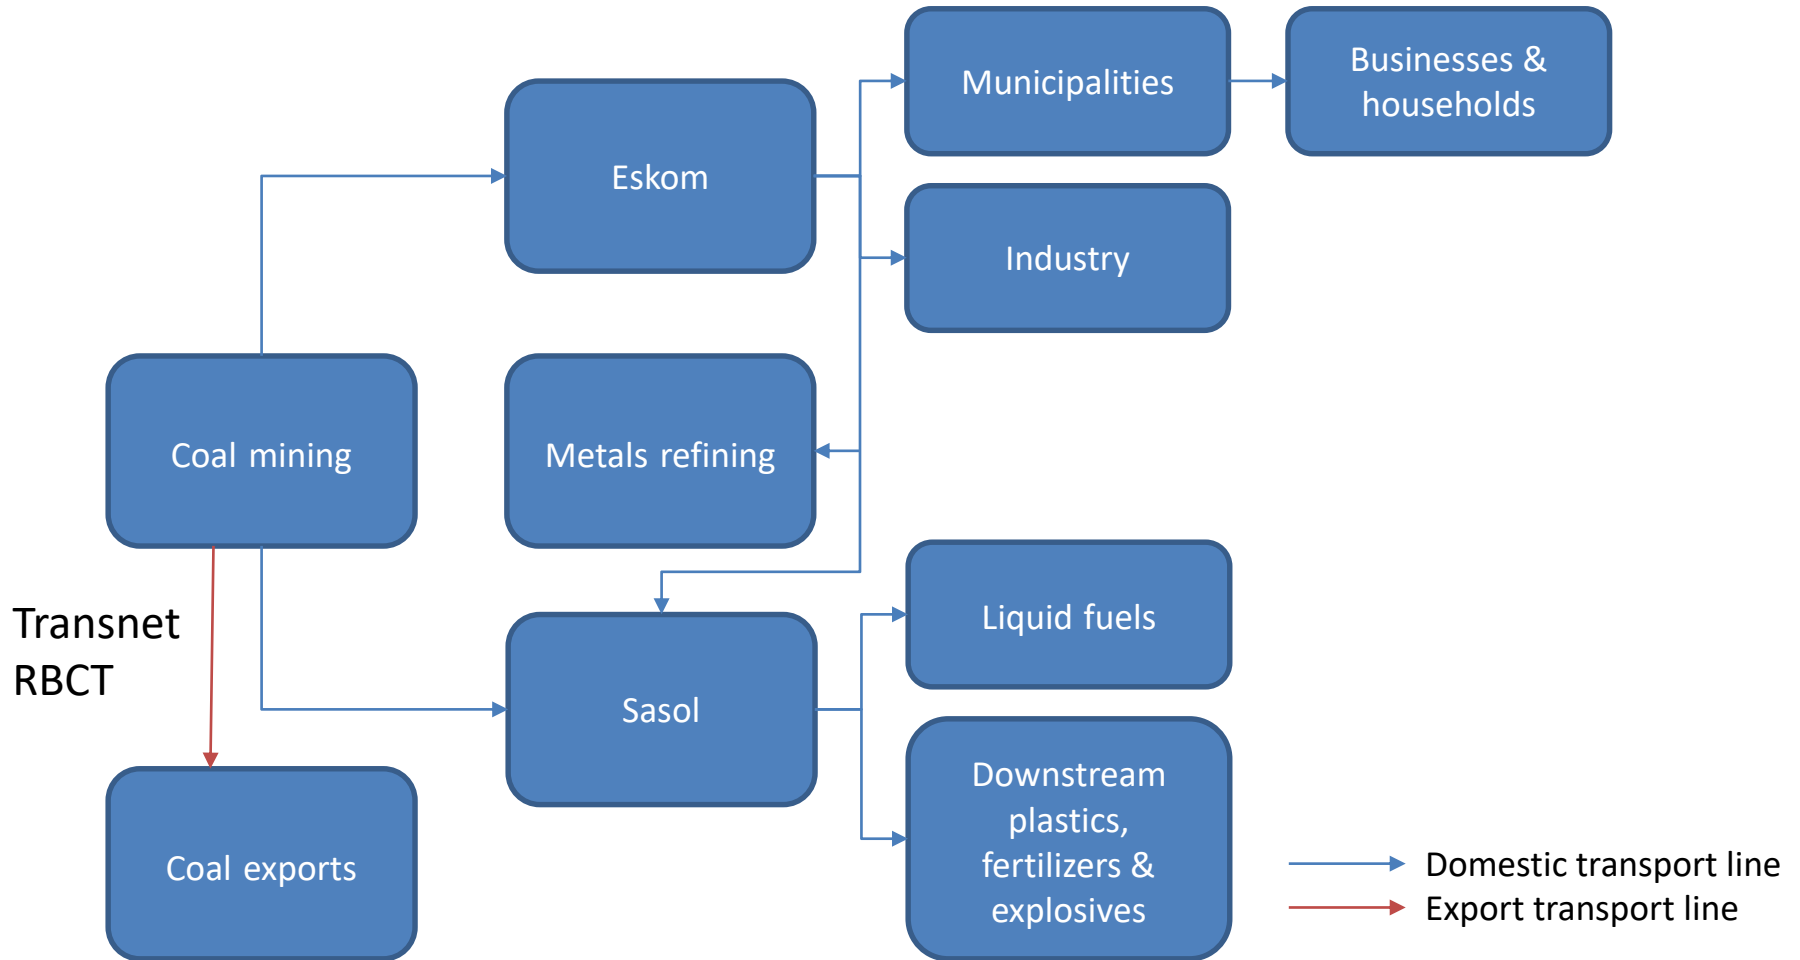 Municipalities
Businesses &
households
Eskom
Industry
Coal mining
Metals refining
Transnet
RBCT
Liquid fuels
Sasol
Downstream
plastics,
fertilizers &
explosives
Coal exports
Domestic transport line
Export transport line